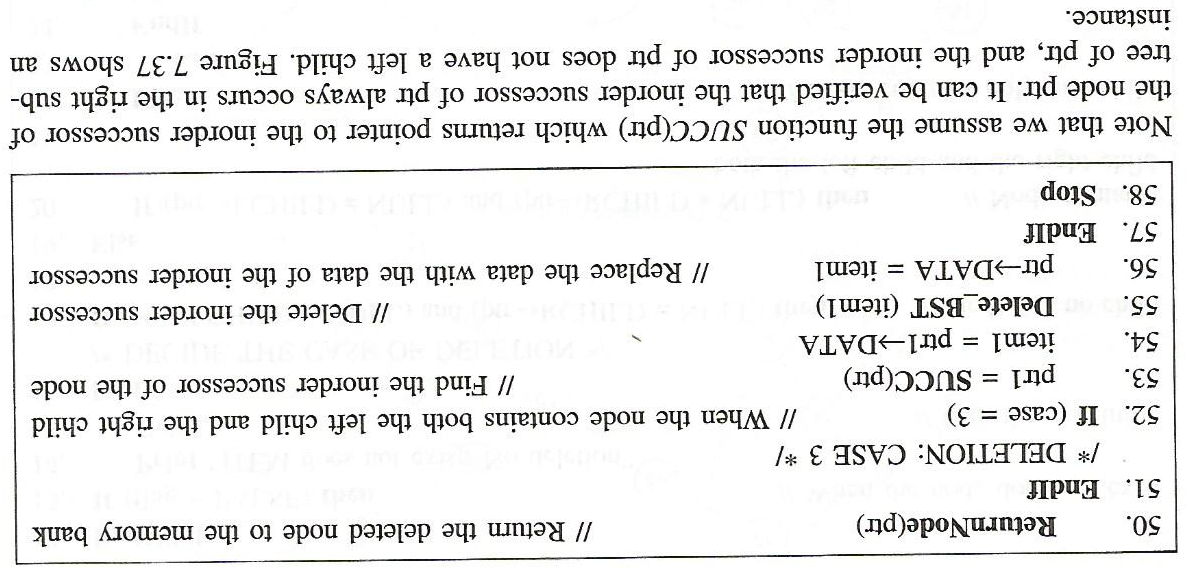 50. ReturnNode(ptr) // Return the deleted node to the memory bank
51. EndIf
/* DELETION: CASE 3 */
52. If (case = 3) // When the node contains both the left child and the right child
53. ptr1 = SUCC(ptr) // Find the inorder successor of the node
54. item1 = ptr1→DATA
55. Delete_BST (item1) // Delete the inorder successor
56. ptr→DATA = item1 // Replace the data with the data of the inorder successor
57. EndIf
58. Stop
Note that we assume the function SUCC(ptr) which returns pointer to the inorder successor of
the node ptr. It can be verified that the inorder successor of ptr always occurs in the right sub-
tree of ptr, and the inorder successor of ptr does not have a left child. Figure 7.37 shows an
instance.